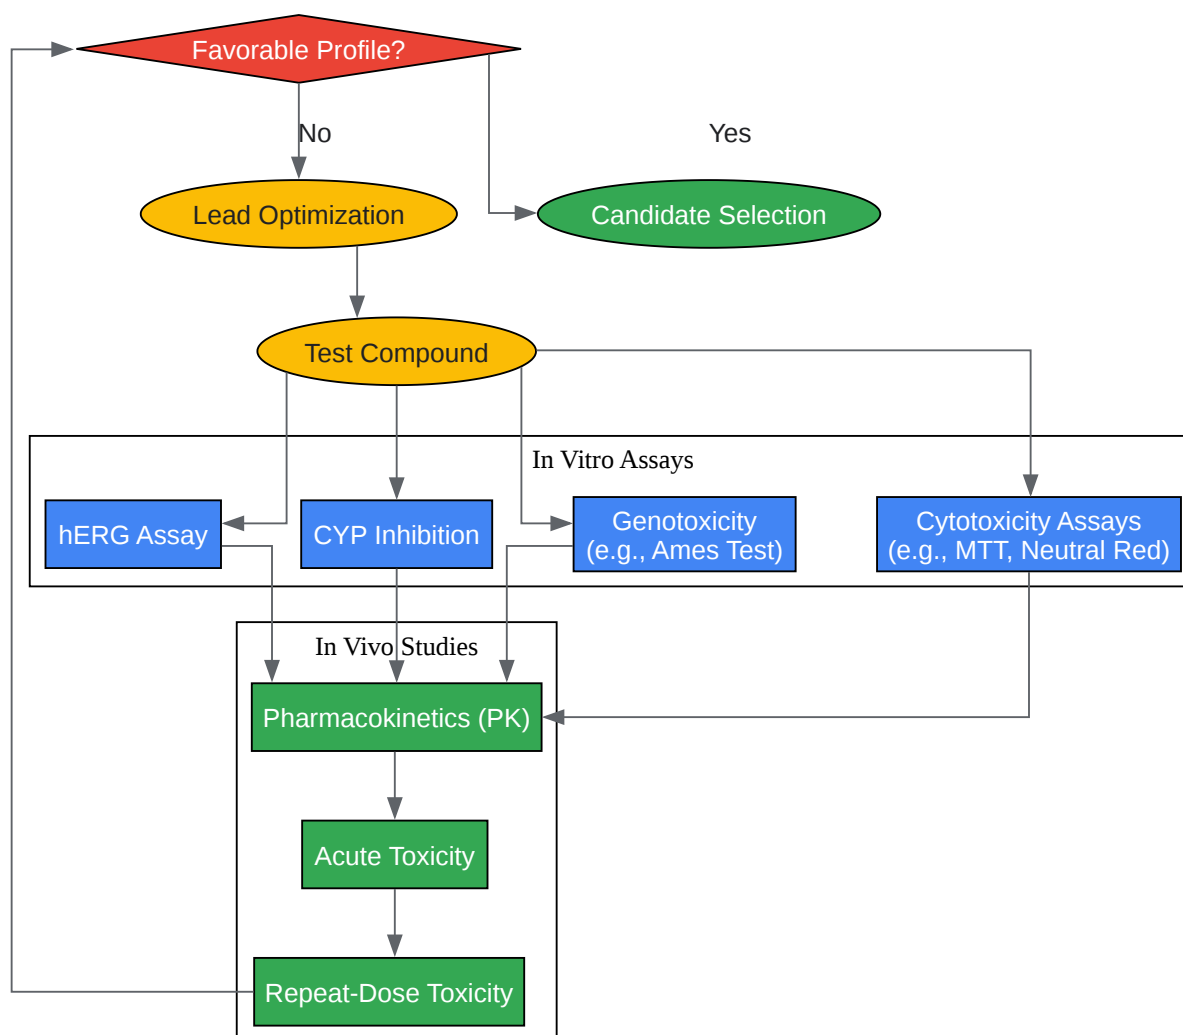 Favorable Profile?
No
Yes
Lead Optimization
Candidate Selection
Test Compound
In Vitro Assays
hERG Assay
CYP Inhibition
Genotoxicity
(e.g., Ames Test)
Cytotoxicity Assays
(e.g., MTT, Neutral Red)
In Vivo Studies
Pharmacokinetics (PK)
Acute Toxicity
Repeat-Dose Toxicity